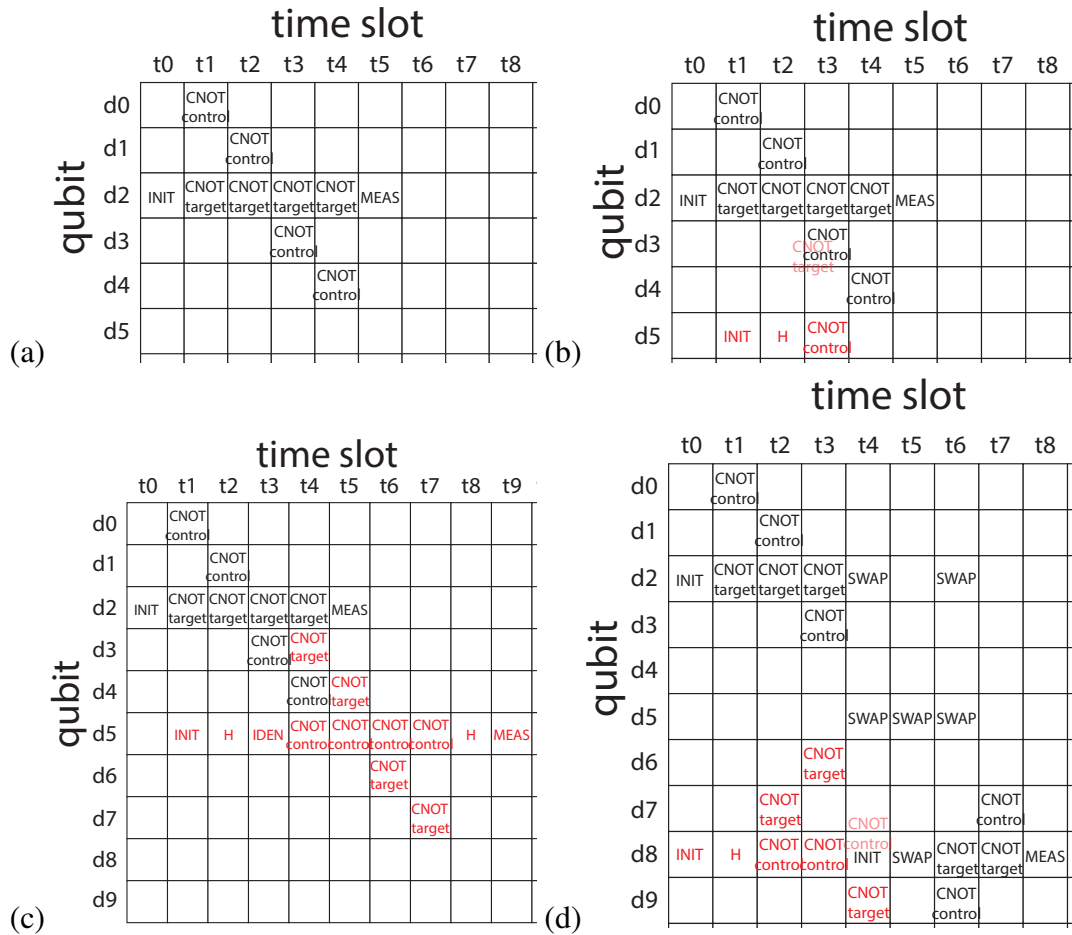 time slot
t0 t1 t2 t3 t4 t5 t6 t7 t8
qubit
d0 CNOT control
d1 CNOT control
d2 INIT CNOT target CNOT target CNOT target CNOT target MEAS
d3 CNOT control
d4 CNOT control
d5
(a)
time slot
t0 t1 t2 t3 t4 t5 t6 t7 t8
qubit
d0 CNOT control
d1 CNOT control
d2 INIT CNOT target CNOT target CNOT target CNOT target MEAS
d3 CNOT target CNOT control
d4 CNOT control
d5 INIT H CNOT control
(b)
time slot
t0 t1 t2 t3 t4 t5 t6 t7 t8 t9
qubit
d0 CNOT control
d1 CNOT control
d2 INIT CNOT target CNOT target CNOT target CNOT target MEAS
d3 CNOT control CNOT target
d4 CNOT control CNOT target
d5 INIT H IDEN CNOT control CNOT control CNOT control CNOT control H MEAS
d6 CNOT target
d7 CNOT target
d8
d9
(c)
time slot
t0 t1 t2 t3 t4 t5 t6 t7 t8
qubit
d0 CNOT control
d1 CNOT control
d2 INIT CNOT target CNOT target CNOT target SWAP SWAP
d3 CNOT control
d4
d5 SWAP SWAP SWAP
d6 CNOT target
d7 CNOT target CNOT control
d8 INIT H CNOT control CNOT control CNOT control INIT SWAP CNOT target CNOT target MEAS
d9 CNOT target CNOT control
(d)